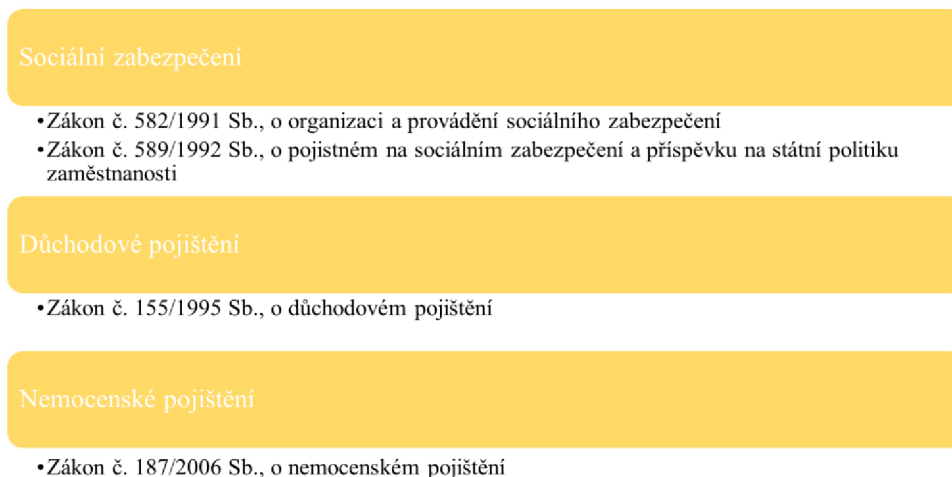 Sociální zabezpečení
•Zákon č. 582/1991 Sb., o organizaci a provádění sociálního zabezpečení
•Zákon č. 589/1992 Sb., o pojistném na sociálním zabezpečení a příspěvku na státní politiku
zaměstnanosti
Důchodové pojištění
•Zákon č. 155/1995 Sb., o důchodovém pojištění
Nemocenské pojištění
•Zákon č. 187/2006 Sb., o nemocenském pojištění